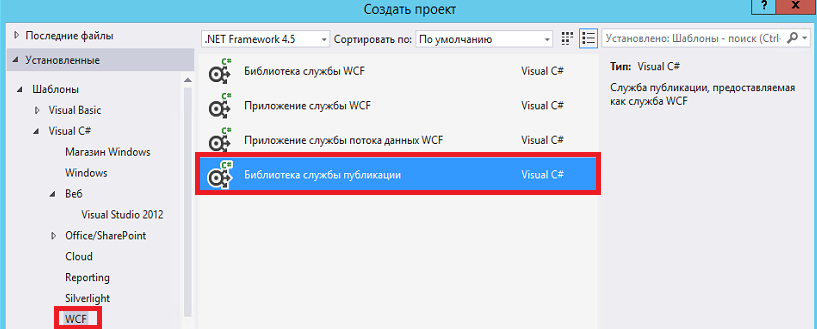 Создать проект
?
x
Последние файлы
.NET Framework 4.5
Сортировать по:
По умолчанию
Установлено: Шаблоны - поиск (Ctrl-
Установленные
Шаблоны
Visual Basic
Visual C#
Магазин Windows
Windows
Веб
Visual Studio 2012
Office/SharePoint
Cloud
Reporting
Silverlight
WCF
C# Библиотека службы WCF Visual C#
C# Приложение службы WCF Visual C#
C# Приложение службы потока данных WCF Visual C#
C# Библиотека службы публикации Visual C#
Тип: Visual C#
Служба публикации, предоставляемая
как служба WCF